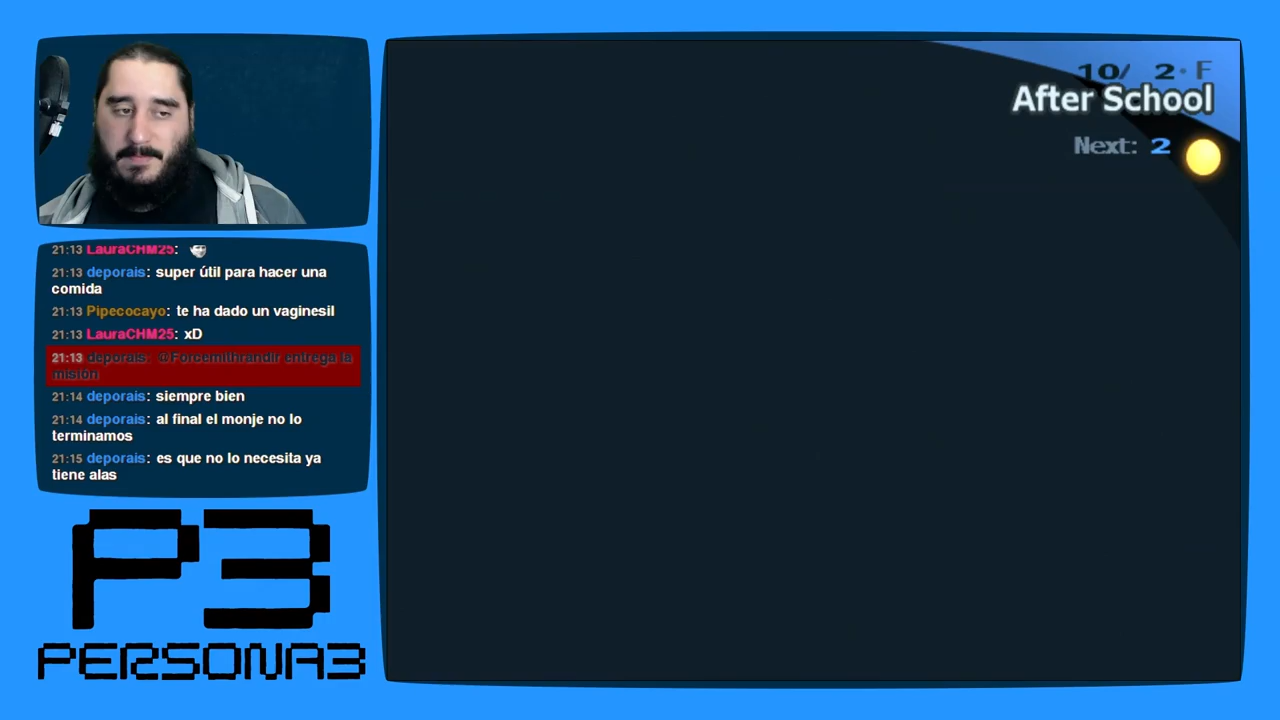 10/ 2・F
After School
Next: 2
21:13 LauraCHM25:
21:13 deporais: super útil para hacer una
comida
21:13 Pipecocayo: te ha dado un vaginesil
21:13 LauraCHM25: xD
21:13 deporais: @Forcemithrandir entrega la
misión
21:14 deporais: siempre bien
21:14 deporais: al final el monje no lo
terminamos
21:15 deporais: es que no lo necesita ya
tiene alas
P3
PERSONA3